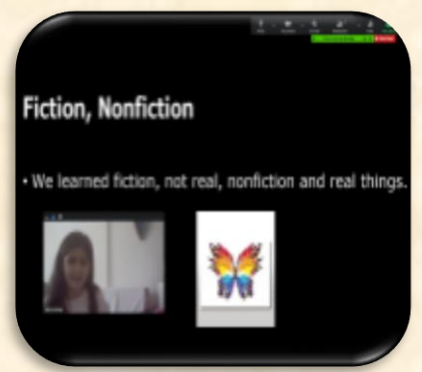 Fiction, Nonfiction
• We learned fiction, not real, nonfiction and real things.